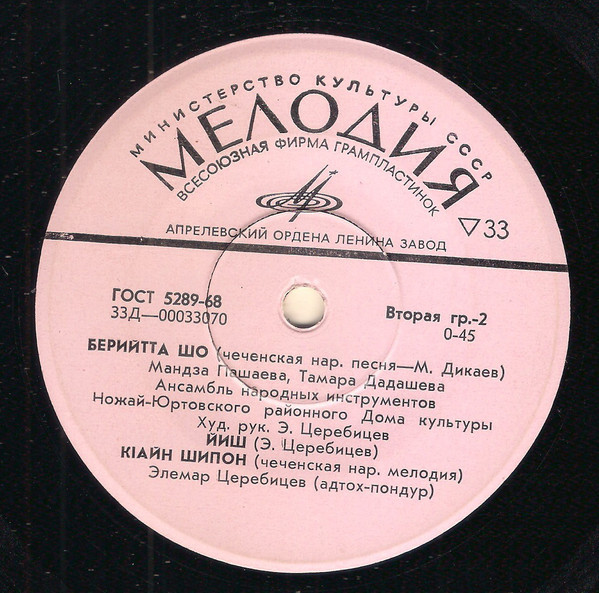 МИНИСТЕРСТВО КУЛЬТУРЫ СССР
МЕЛОДИЯ
ВСЕСОЮЗНАЯ ФИРМА ГРАМПЛАСТИНОК
▽33
АПРЕЛЕВСКИЙ ОРДЕНА ЛЕНИНА ЗАВОД
ГОСТ 5289-68
33Д—00033070
Вторая гр.-2
0-45
БЕРИЙТТА ШО (чеченская нар. песня—М. Дикаев)
Мандза Пашаева, Тамара Дадашева
Ансамбль народных инструментов
Ножай-Юртовского районного Дома культуры
Худ. рук. Э. Церебицев
ЙИШ (Э. Церебицев)
КIАЙН ШИПОН (чеченская нар. мелодия)
Элемар Церебицев (адтох-пондур)